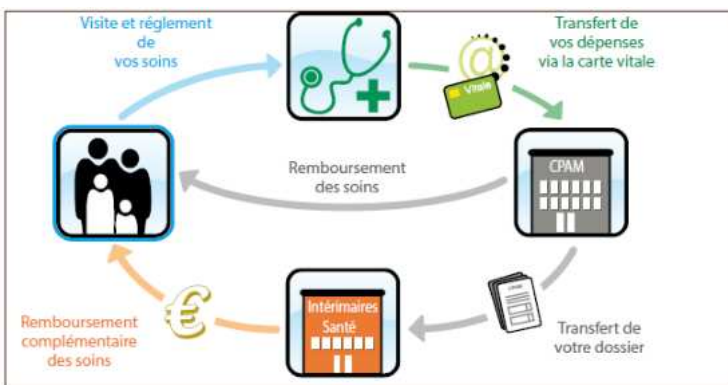 Visite et réglement
de
vos soins
Transfert de
vos dépenses
via la carte vitale
@
Vitale
CPAM
Remboursement
des soins
Intérimaires
Santé
€
Remboursement
complémentaire
des soins
Transfert de
votre dossier